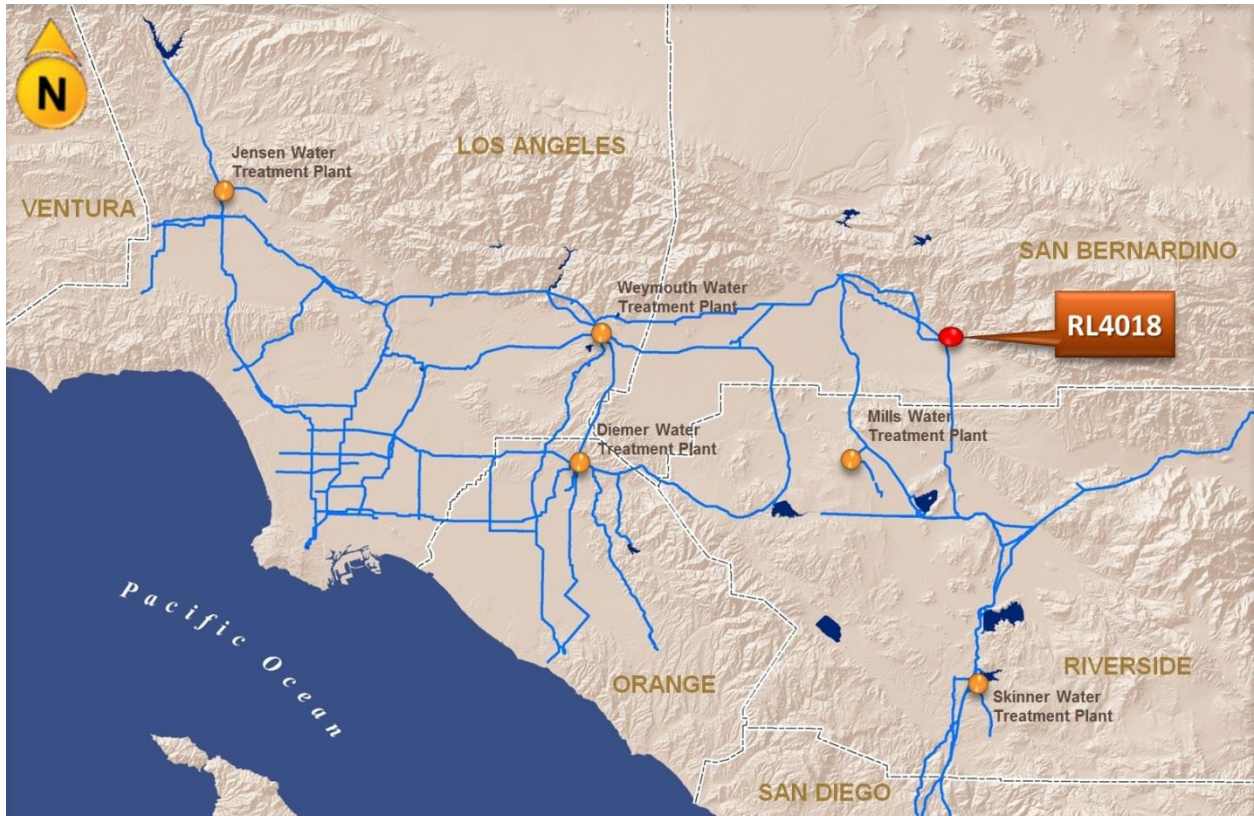 N
LOS ANGELES
Jensen Water
Treatment Plant
VENTURA
SAN BERNARDINO
Weymouth Water
Treatment Plant
RL4018
Mills Water
Treatment Plant
Diemer Water
Treatment Plant
Pacific Ocean
ORANGE
RIVERSIDE
Skinner Water
Treatment Plant
SAN DIEGO